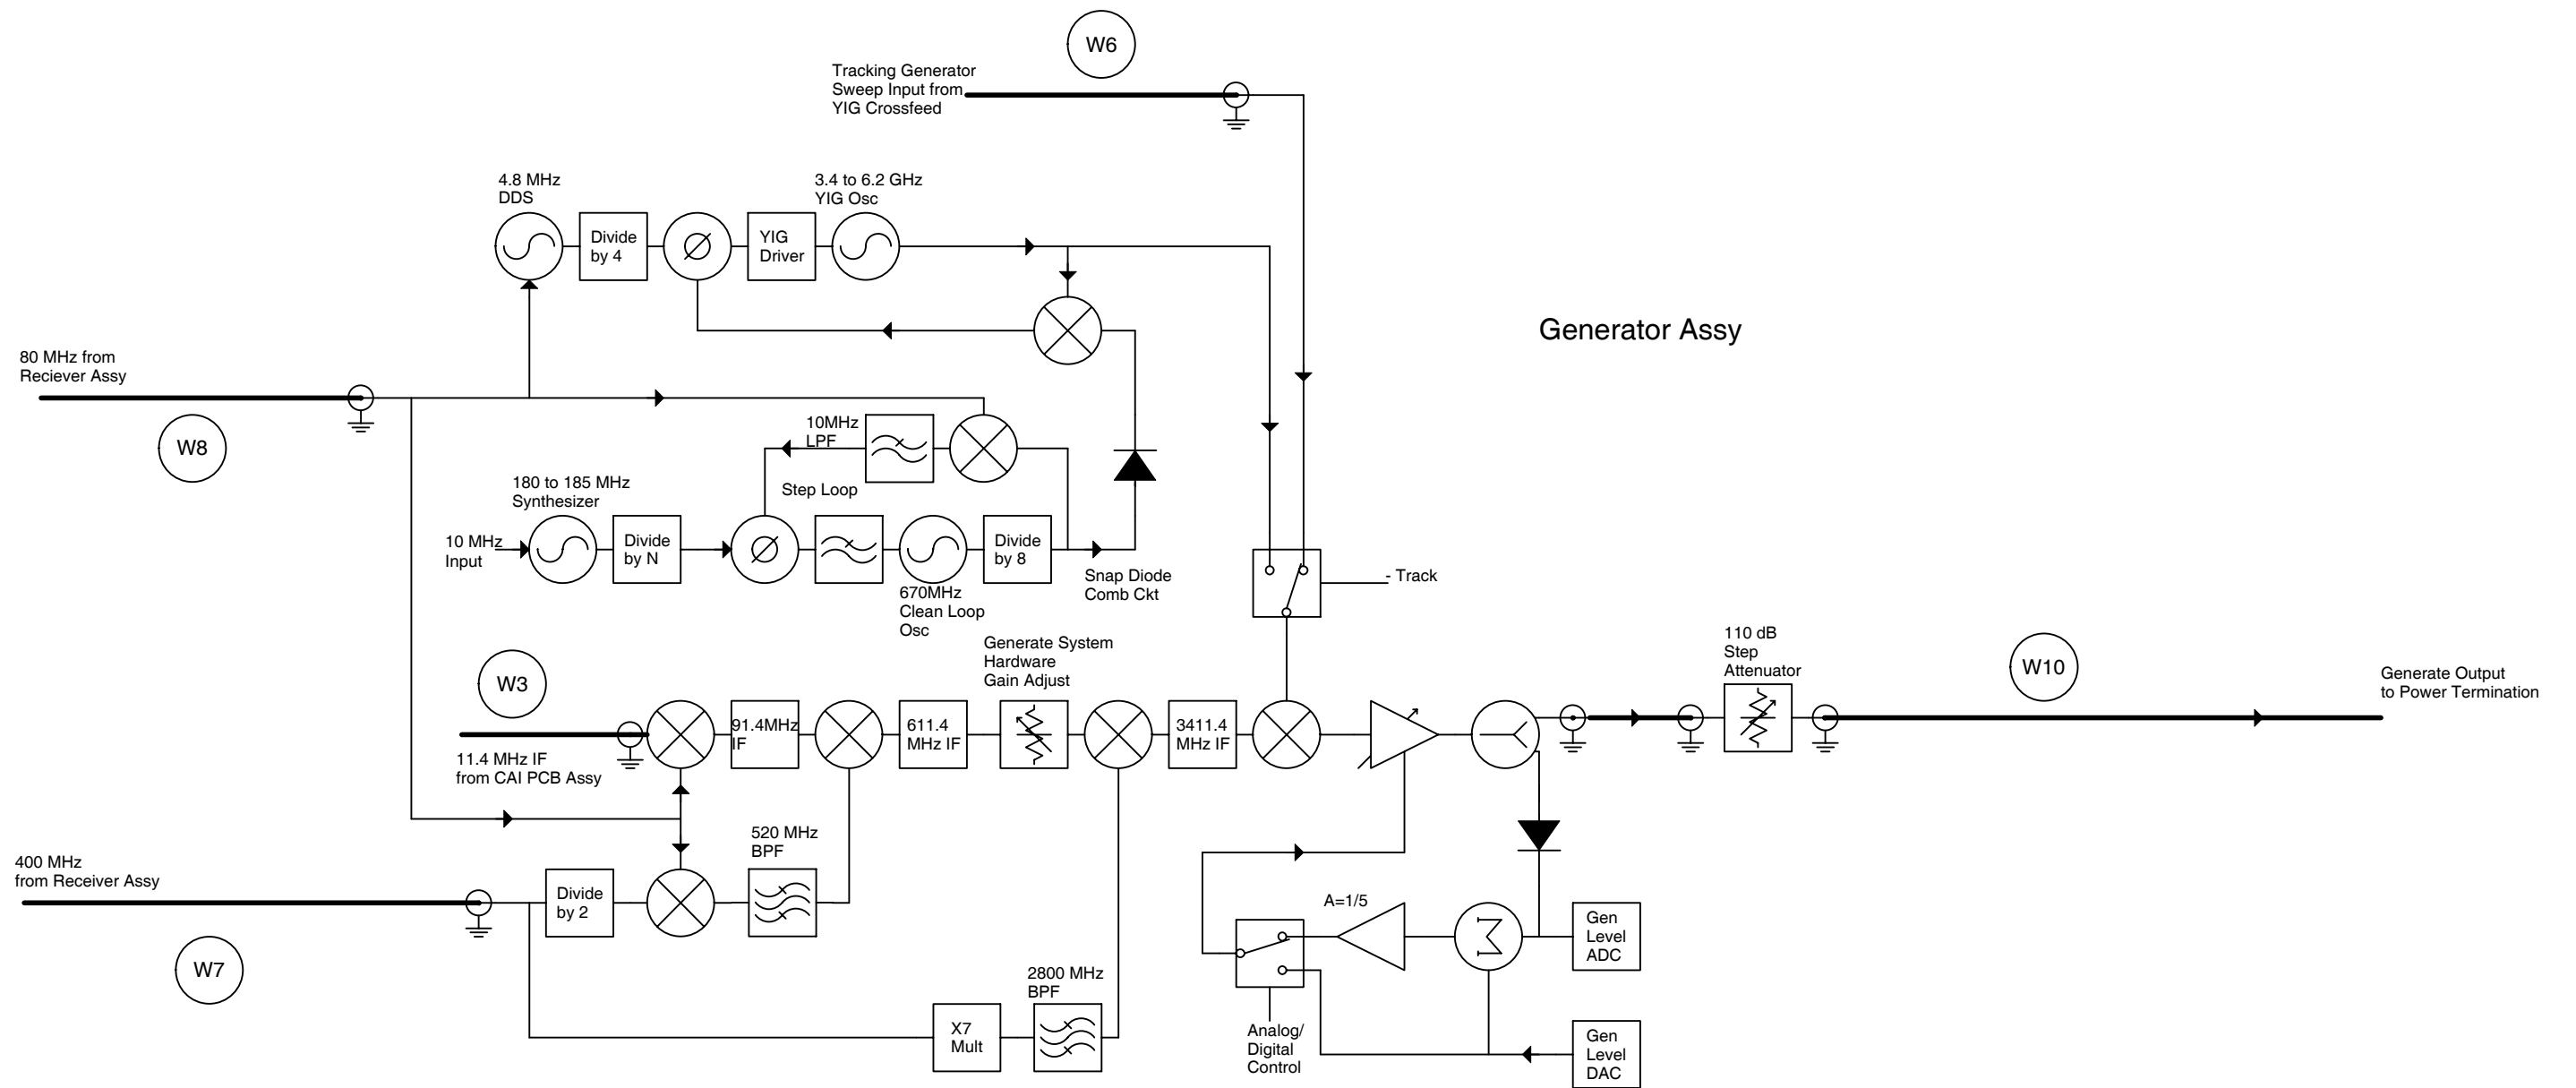 W6
Tracking Generator
Sweep Input from
YIG Crossfeed
4.8 MHz
DDS
3.4 to 6.2 GHz
YIG Osc
Divide
by 4
YIG
Driver
Generator Assy
80 MHz from
Reciever Assy
W8
10MHz
LPF
Step Loop
180 to 185 MHz
Synthesizer
10 MHz
Input
Divide
by N
Divide
by 8
670MHz
Clean Loop
Osc
Snap Diode
Comb Ckt
- Track
Generate System
Hardware
Gain Adjust
110 dB
Step
Attenuator
W10
Generate Output
to Power Termination
W3
11.4 MHz IF
from CAI PCB Assy
91.4MHz
IF
611.4
MHz IF
3411.4
MHz IF
520 MHz
BPF
400 MHz
from Receiver Assy
W7
Divide
by 2
A=1/5
Gen
Level
ADC
2800 MHz
BPF
X7
Mult
Analog/
Digital
Control
Gen
Level
DAC